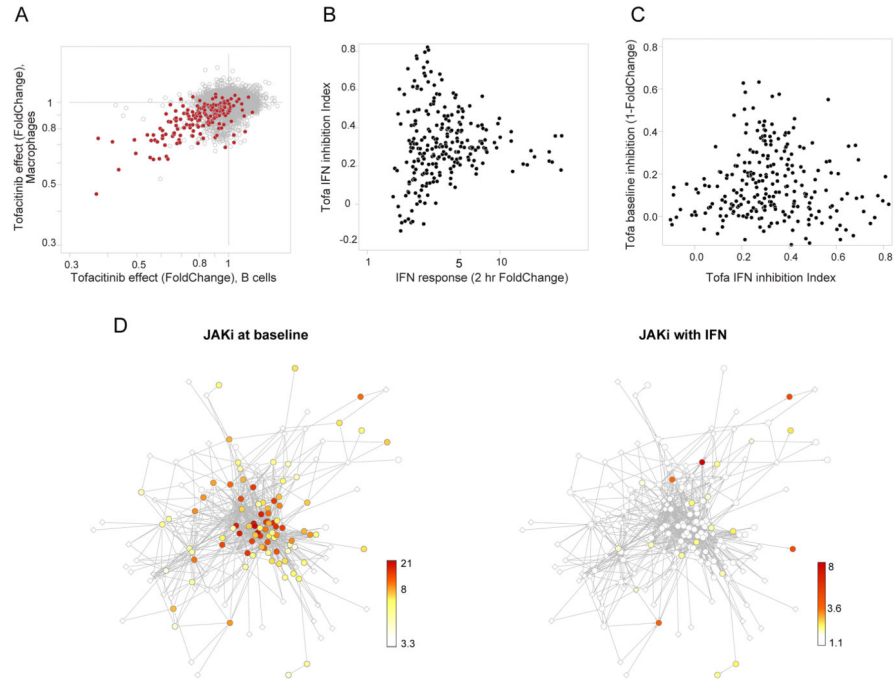 A
Tofacitinib effect (FoldChange),
Macrophages
1
0.8
0.5
0.3
0.3
0.5
0.8
1
Tofacitinib effect (FoldChange), B cells
B
Tofa IFN inhibition Index
0.8
0.6
0.4
0.2
0
-0.2
1
5
10
IFN response (2 hr FoldChange)
C
Tofa baseline inhibition (1-FoldChange)
0.8
0.6
0.4
0.2
0.0
0.0
0.2
0.4
0.6
0.8
Tofa IFN inhibition Index
D
JAKi at baseline
21
8
3.3
JAKi with IFN
8
3.6
1.1